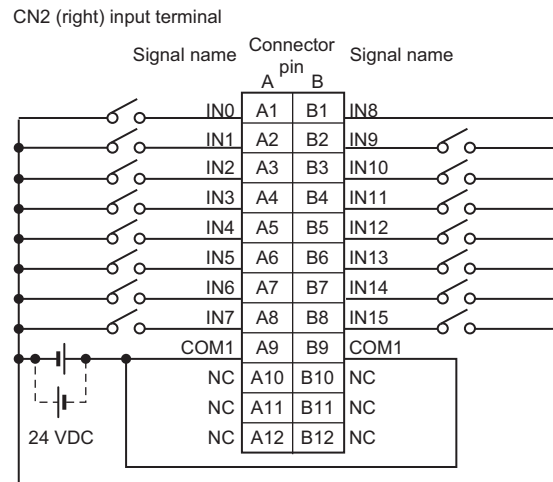 CN2 (right) input terminal
Signal name Connector pin Signal name
A B
IN0 A1 B1 IN8
IN1 A2 B2 IN9
IN2 A3 B3 IN10
IN3 A4 B4 IN11
IN4 A5 B5 IN12
IN5 A6 B6 IN13
IN6 A7 B7 IN14
IN7 A8 B8 IN15
COM1 A9 B9 COM1
NC A10 B10 NC
NC A11 B11 NC
NC A12 B12 NC
24 VDC